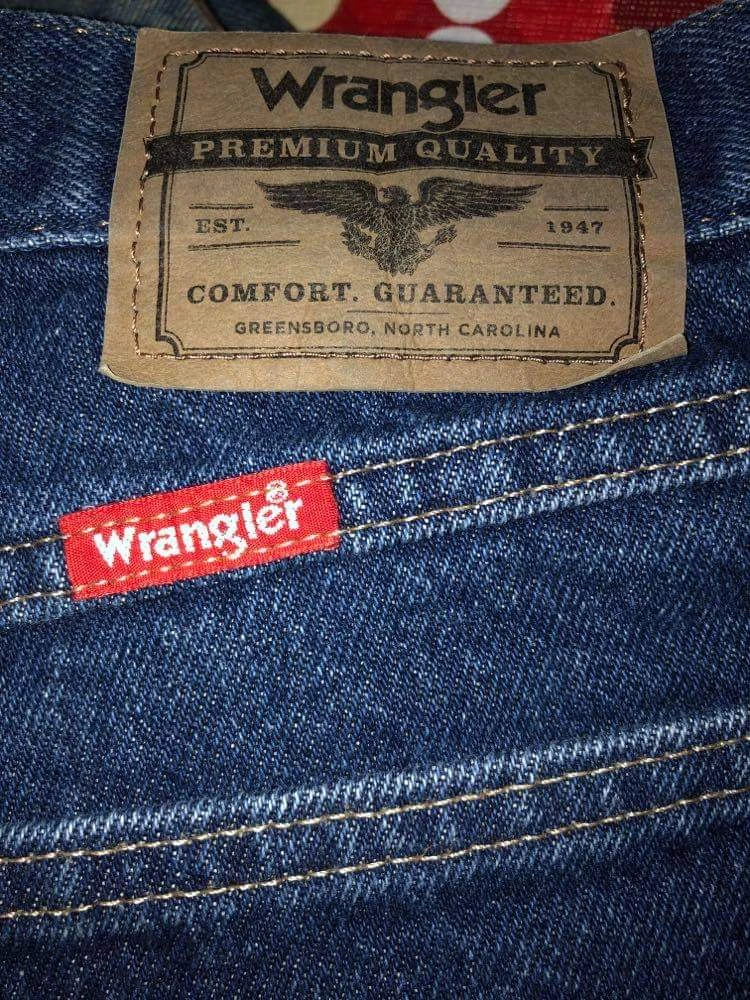 Wrangler
PREMIUM QUALITY
EST. 1947
COMFORT. GUARANTEED.
GREENSBORO, NORTH CAROLINA
Wrangler®